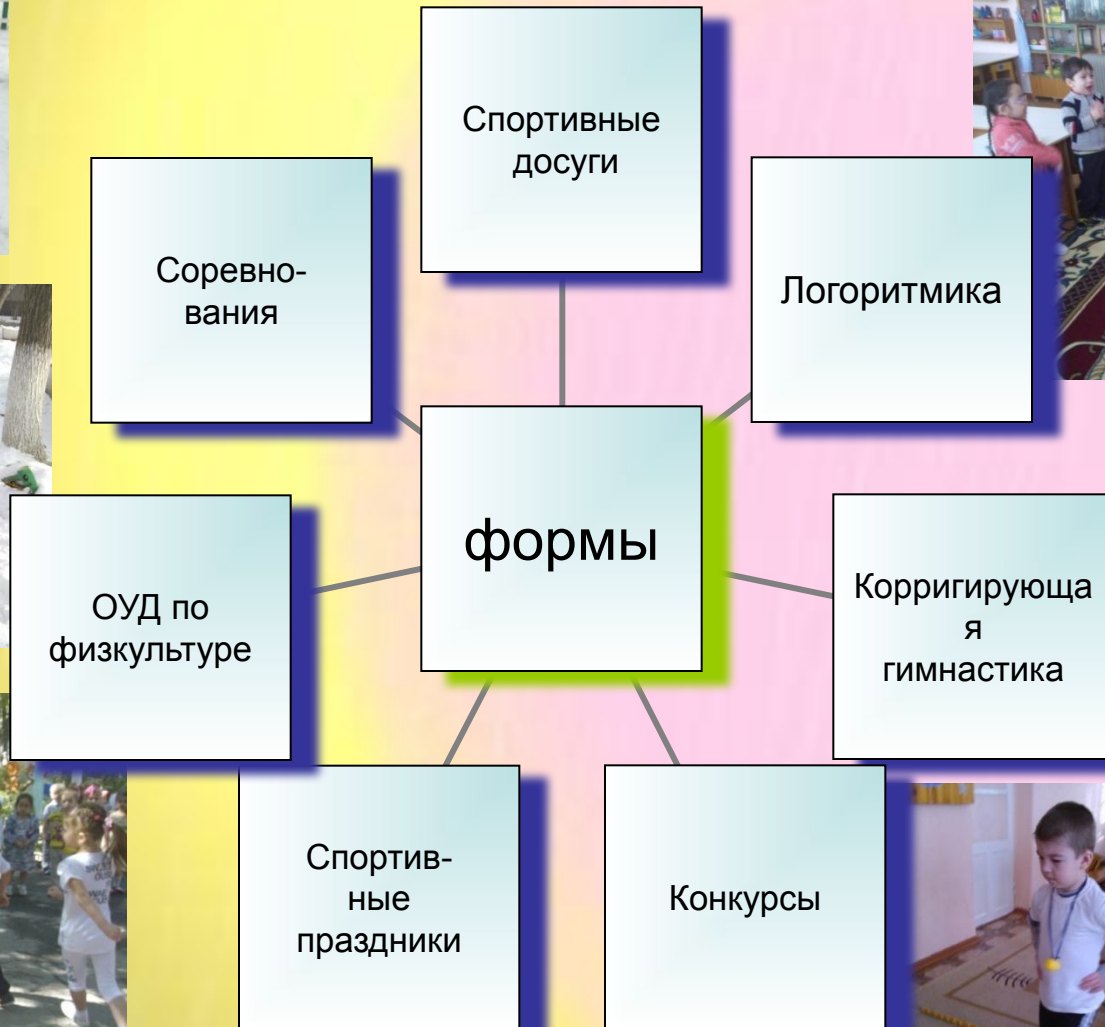 Спортивные
досуги
Соревно-
вания
Логоритмика
формы
ОУД по
физкультуре
Корригирующа
я
гимнастика
Спортив-
ные
праздники
Конкурсы